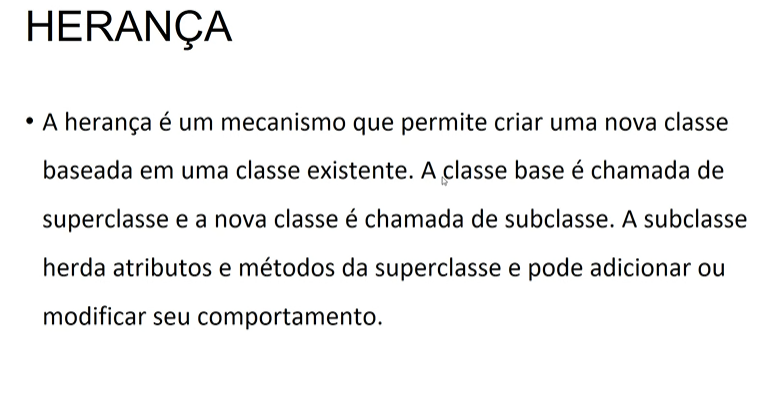 HERANÇA
• A herança é um mecanismo que permite criar uma nova classe
baseada em uma classe existente. A classe base é chamada de
superclasse e a nova classe é chamada de subclasse. A subclasse
herda atributos e métodos da superclasse e pode adicionar ou
modificar seu comportamento.